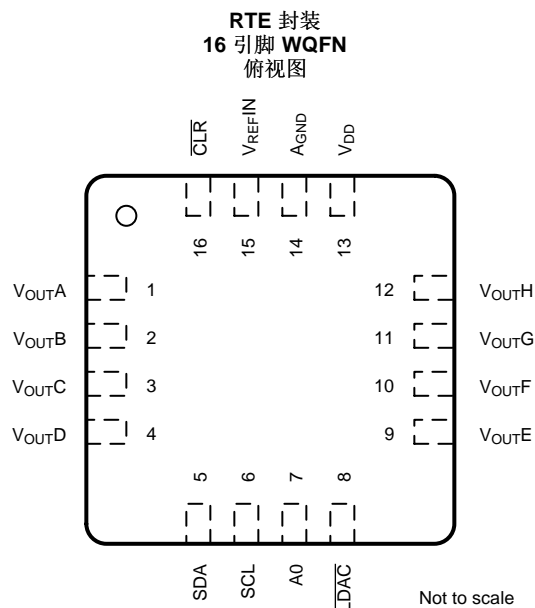 RTE 封装
16 引脚 WQFN
俯视图
CLR VREFIN AGND VDD
16 15 14 13
VOUTA 1 12 VOUTH
VOUTB 2 11 VOUTG
VOUTC 3 10 VOUTF
VOUTD 4 9 VOUTE
5 6 7 8
SDA SCL A0 LDAC
Not to scale